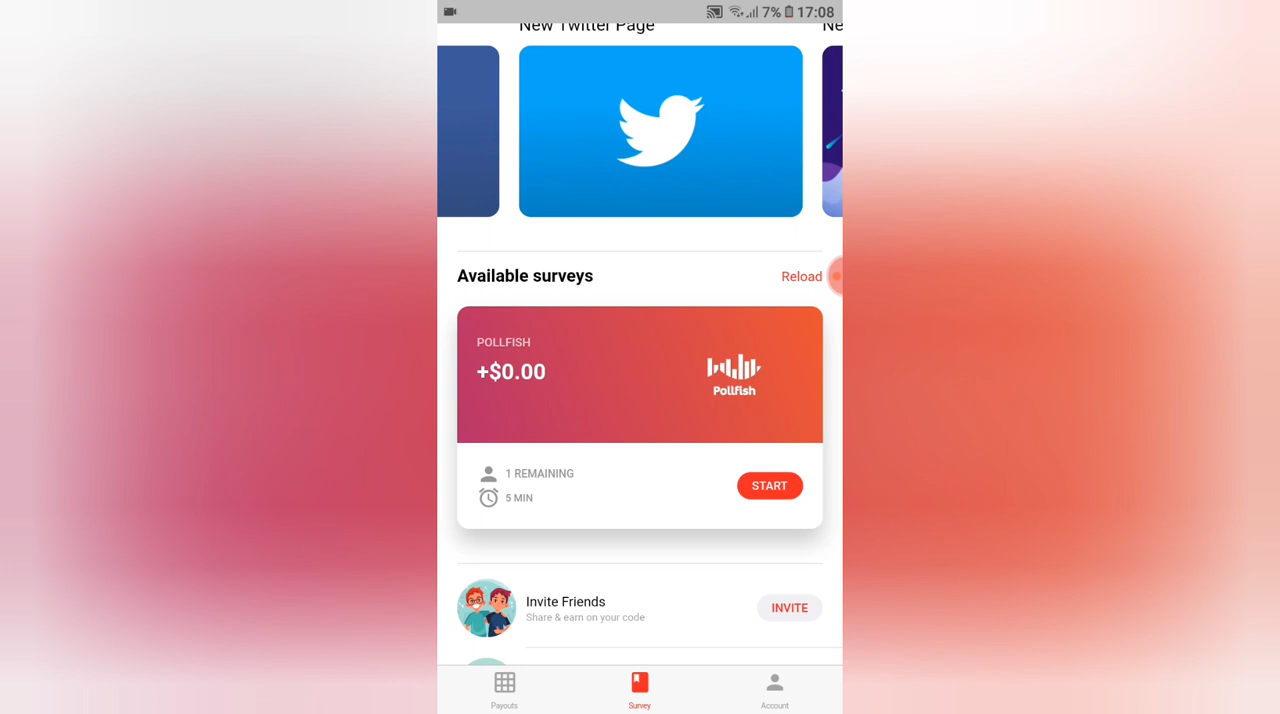 7% 17:08
New Twitter Page
Ne
Available surveys
Reload
POLLFISH
+$0.00
Pollfish
1 REMAINING
5 MIN
START
Invite Friends
Share & earn on your code
INVITE
Payouts
Survey
Account